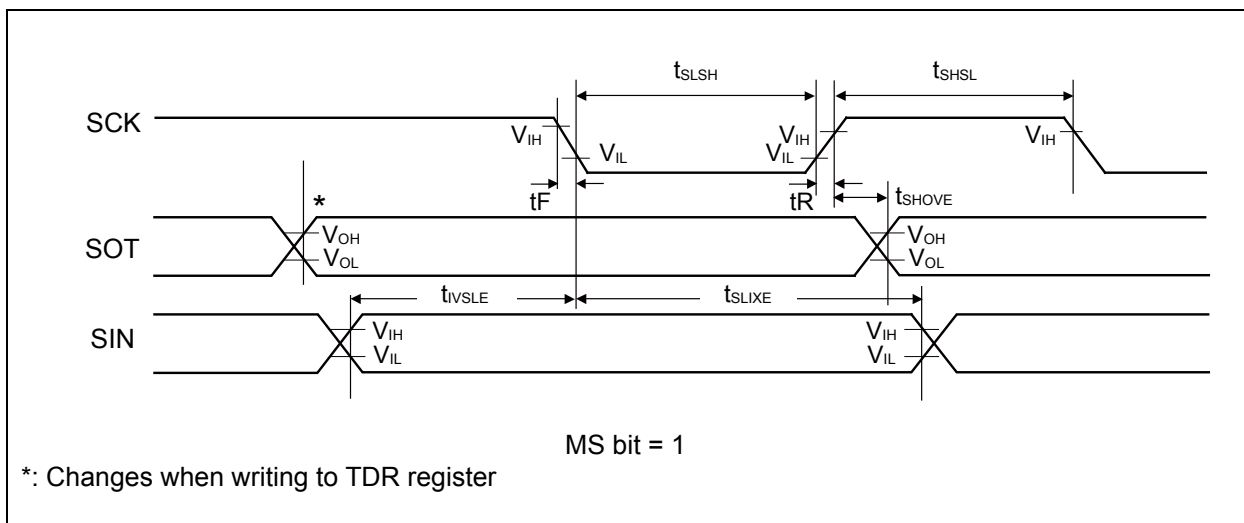 tSLSH tSHSL
SCK VIH VIL VIL VIH VIH
tF tR tSHOVE
*
SOT VOH VOL VOH VOL
tIVSLE tSLIXE
SIN VIH VIL VIH VIL
MS bit = 1
*: Changes when writing to TDR register